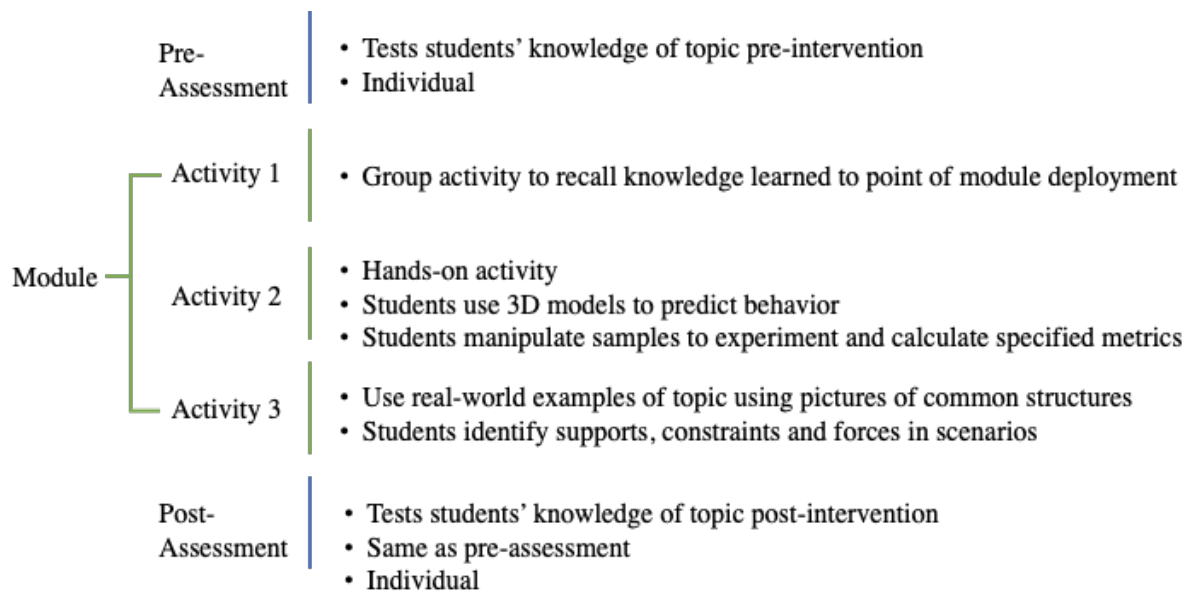 Pre-
Assessment
• Tests students’ knowledge of topic pre-intervention
• Individual
Activity 1
• Group activity to recall knowledge learned to point of module deployment
Module
Activity 2
• Hands-on activity
• Students use 3D models to predict behavior
• Students manipulate samples to experiment and calculate specified metrics
Activity 3
• Use real-world examples of topic using pictures of common structures
• Students identify supports, constraints and forces in scenarios
Post-
Assessment
• Tests students’ knowledge of topic post-intervention
• Same as pre-assessment
• Individual